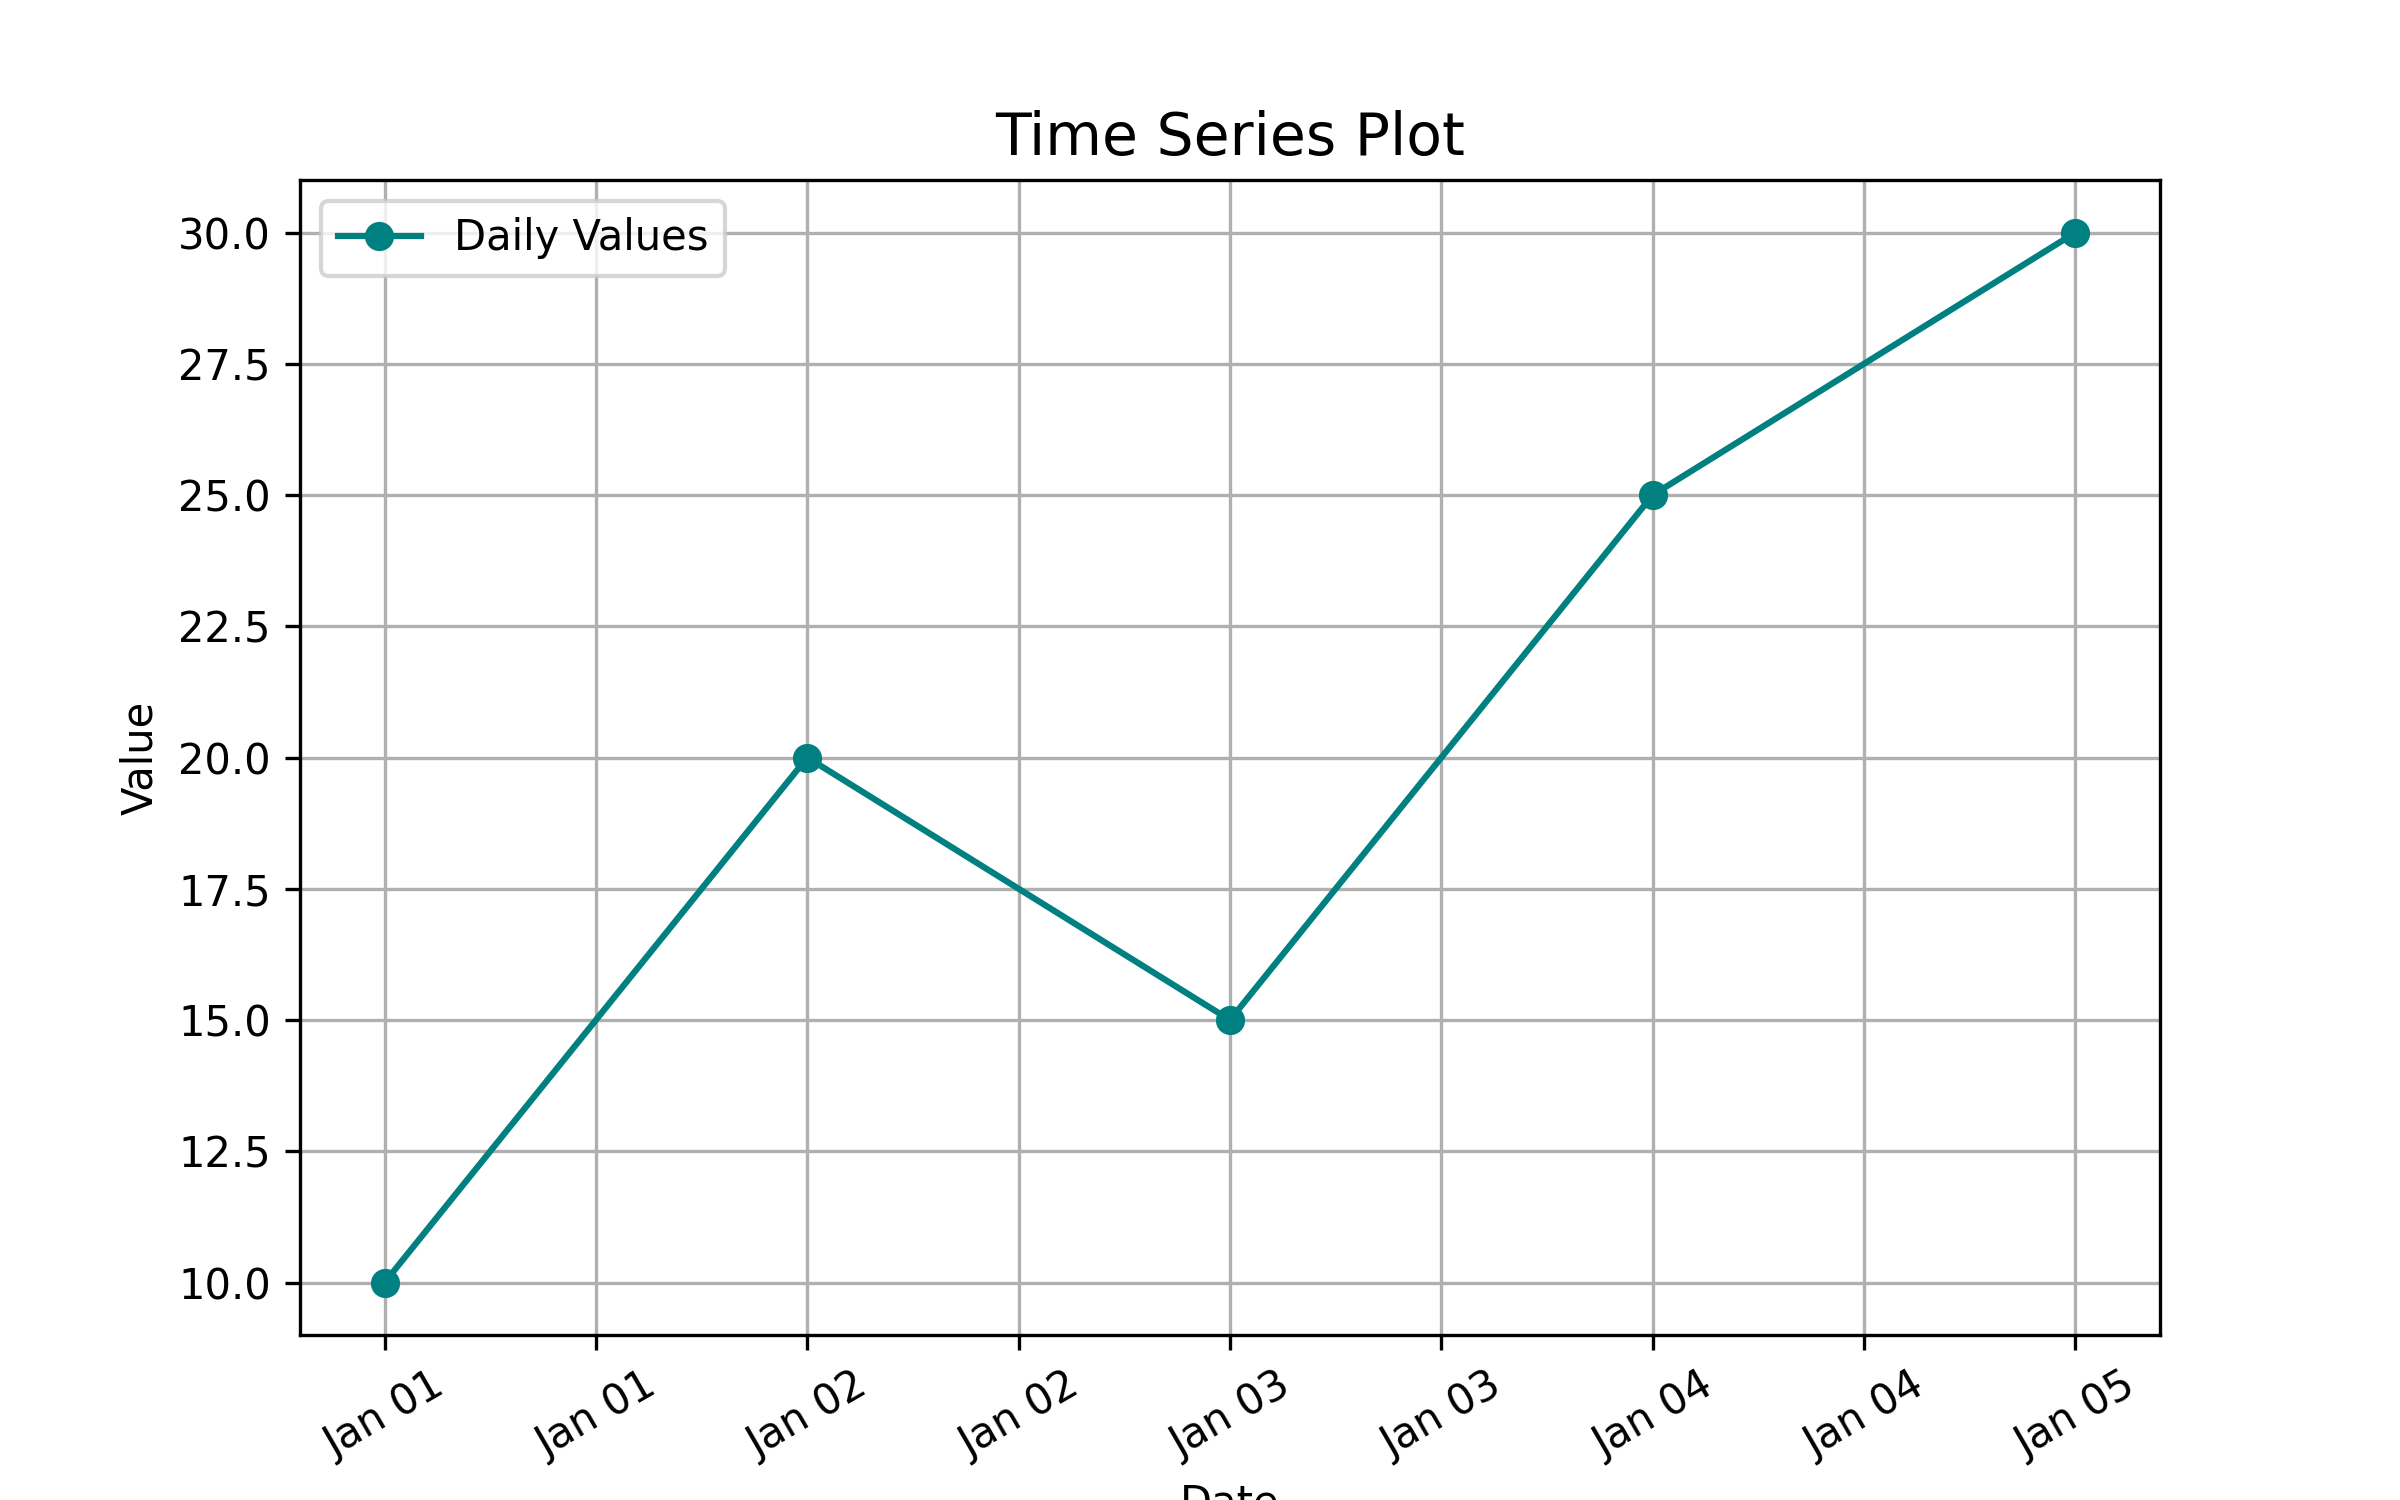 Time Series Plot
Daily Values
30.0
27.5
25.0
22.5
20.0
17.5
15.0
12.5
10.0
Value
Jan 01 Jan 01 Jan 02 Jan 02 Jan 03 Jan 03 Jan 04 Jan 04 Jan 05
Date